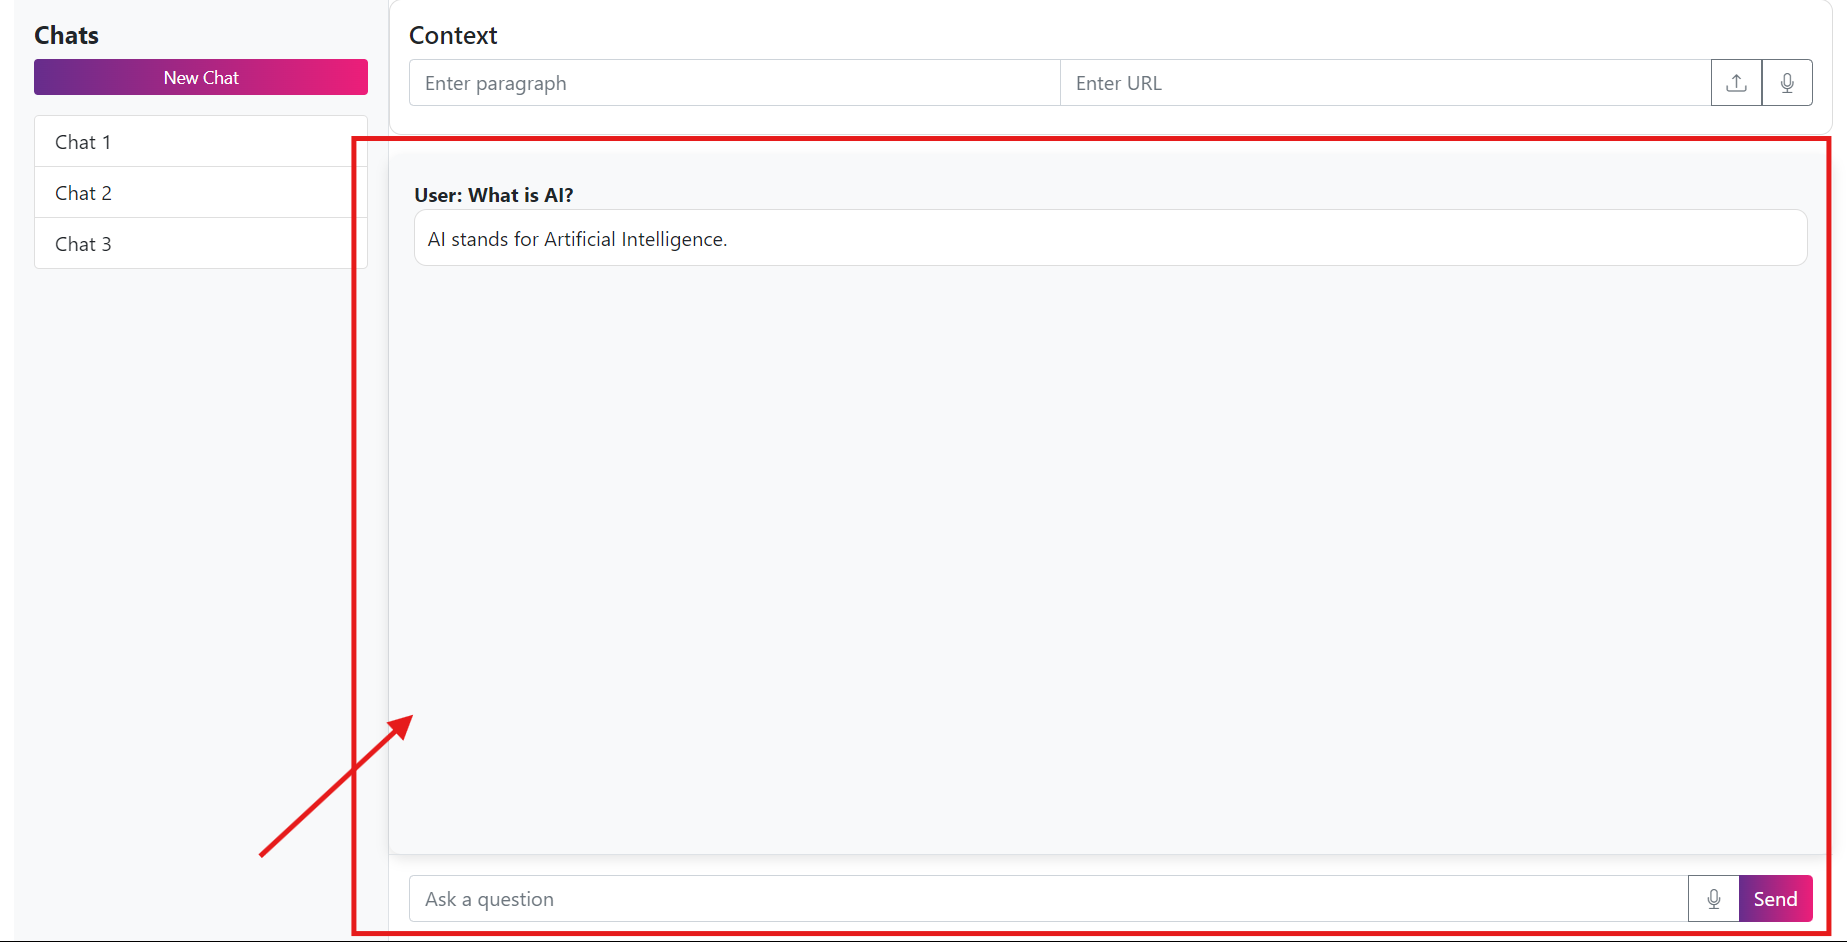 Chats
New Chat
Chat 1
Chat 2
Chat 3
Context
Enter paragraph
Enter URL
User: What is AI?
AI stands for Artificial Intelligence.
Ask a question
Send